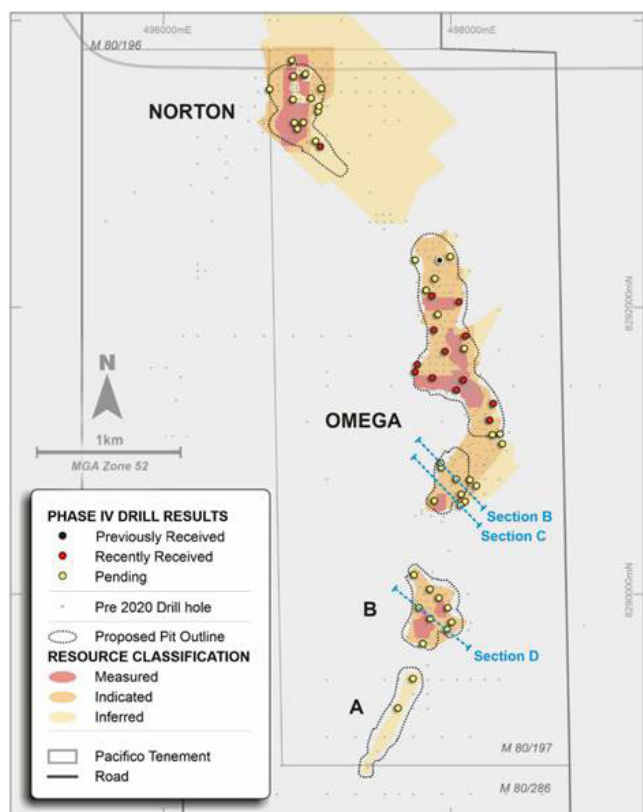 496000mE
498000mE
M 80/196
NORTON
8292000mN
N
1km
MGA Zone 52
OMEGA
Section B
Section C
PHASE IV DRILL RESULTS
Previously Received
Recently Received
Pending
Pre 2020 Drill hole
Proposed Pit Outline
RESOURCE CLASSIFICATION
Measured
Indicated
Inferred
Pacifico Tenement
Road
8290000mN
B
Section D
A
M 80/197
M 80/286